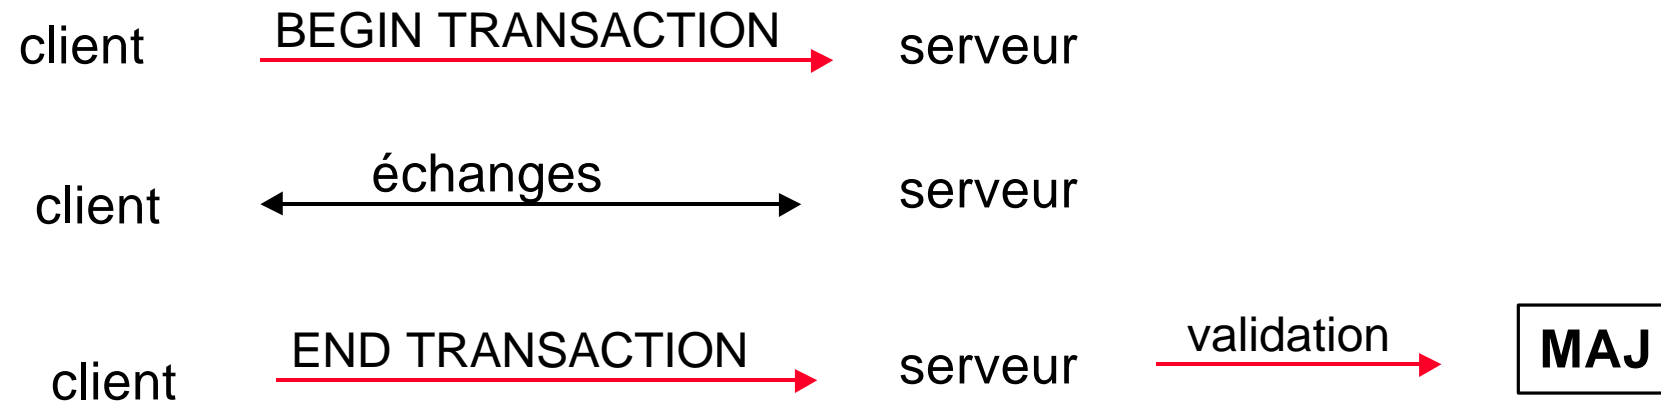 client BEGIN TRANSACTION serveur
client échanges serveur
client END TRANSACTION serveur validation MAJ